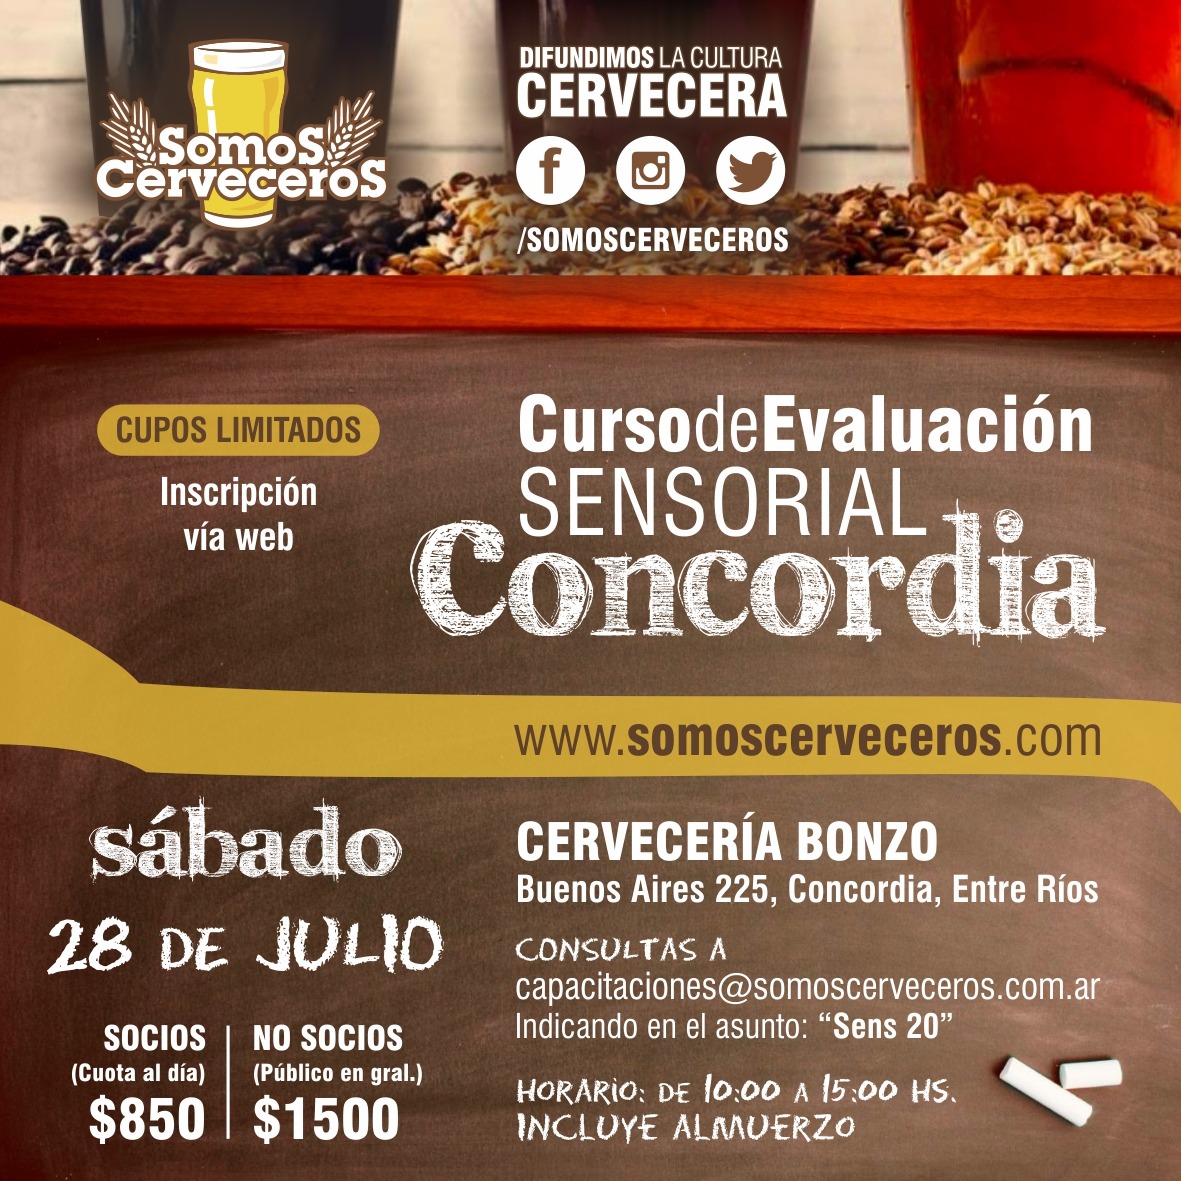 Somos
Cerveceros
DIFUNDIMOS LA CULTURA
CERVECERA
/SOMOSCERVECEROS
CUPOS LIMITADOS
Inscripción
vía web
CursodeEvaluación
SENSORIAL
Concordia
www.somoscerveceros.com
sábado
28 DE JULIO
SOCIOS
(Cuota al día)
$850
NO SOCIOS
(Público en gral.)
$1500
CERVECERÍA BONZO
Buenos Aires 225, Concordia, Entre Ríos
CONSULTAS A
capacitaciones@somoscerveceros.com.ar
Indicando en el asunto: “Sens 20”
HORARIO: DE 10:00 A 15:00 HS.
INCLUYE ALMUERZO